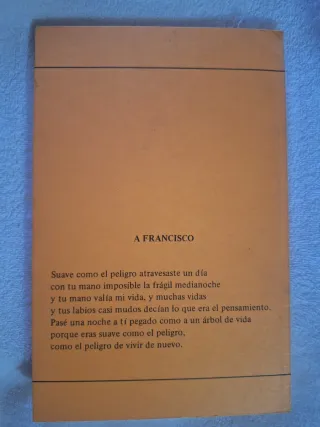 A FRANCISCO
Suave como el peligro atravesaste un día
con tu mano imposible la frágil medianoche
y tu mano valía mi vida, y muchas vidas
y tus labios casi mudos decían lo que era el pensamiento.
Pasé una noche a tí pegado como a un árbol de vida
porque eras suave como el peligro,
como el peligro de vivir de nuevo.